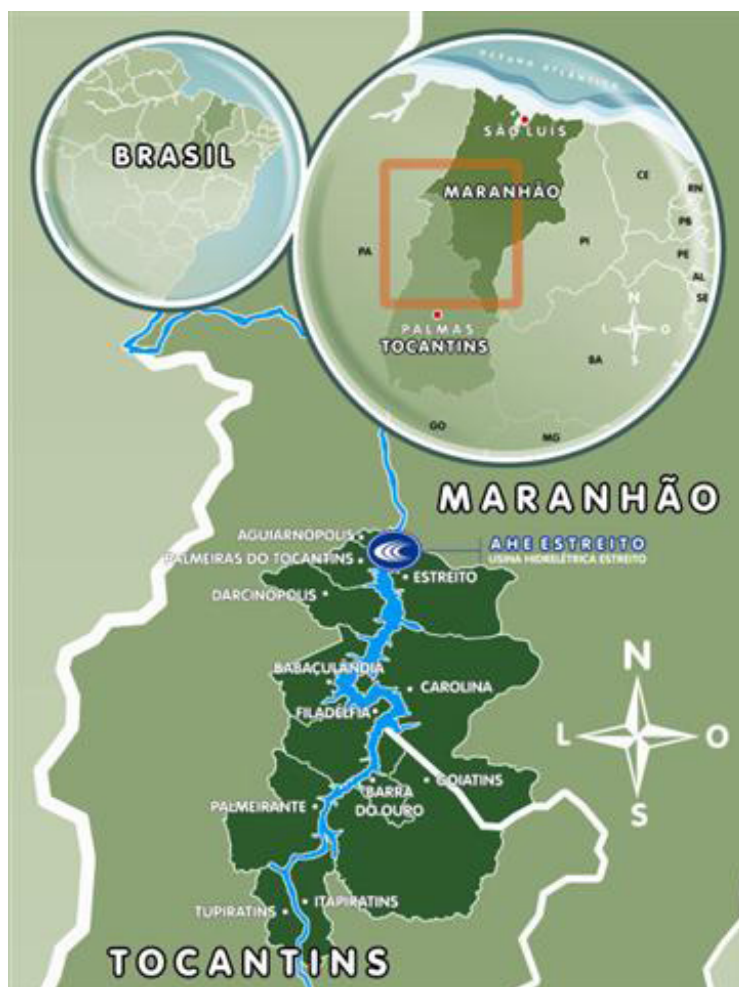 BRASIL
OCEANO ATLÂNTICO
SÃO LUÍS
MARANHÃO
CE
RN
PB
PE
AL
SE
PA
PI
BA
GO
MG
PALMAS
TOCANTINS
N
L O
S
MARANHÃO
AGUIARNOPOLIS
PALMEIRAS DO TOCANTINS
DARCINÓPOLIS
AHE ESTREITO
USINA HIDRELÉTRICA ESTREITO
ESTREITO
BABAÇULÂNDIA
CAROLINA
FILADÉLFIA
GOIATINS
BARRA
DO OURO
PALMEIRANTE
ITAPIRATINS
TUPIRATINS
N
L O
S
TOCANTINS